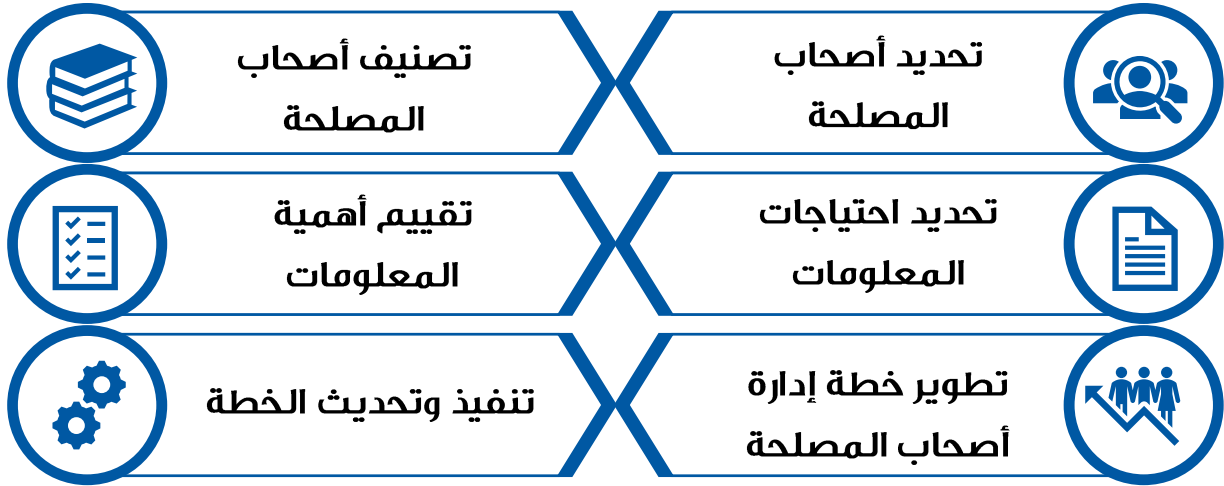 تحديد أصحاب
المصلحة
تصنيف أصحاب
المصلحة
تحديد احتياجات
المعلومات
تقييم أهمية
المعلومات
تطوير خطة إدارة
أصحاب المصلحة
تنفيذ وتحديث الخطة